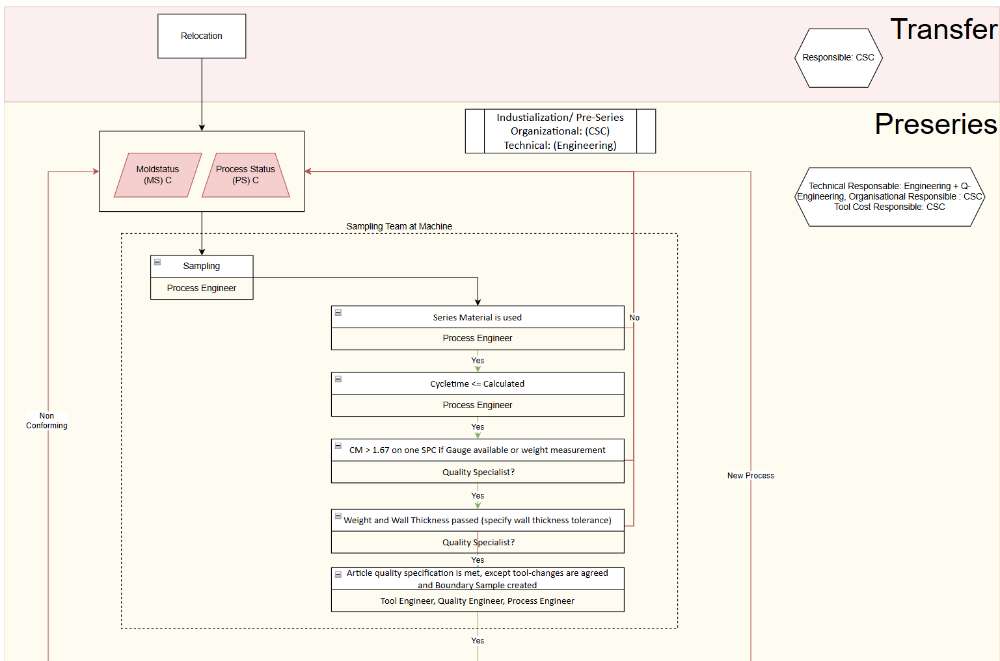 Transfer
Relocation
Responsible: CSC
Preseries
Industialization/ Pre-Series
Organizational: (CSC)
Technical: (Engineering)
Moldstatus
(MS) C
Process Status
(PS) C
Technical Responsable: Engineering + Q-
Engineering, Organisational Responsible : CSC
Tool Cost Responsible: CSC
Sampling Team at Machine
Sampling
Process Engineer
Series Material is used
No
Process Engineer
Yes
Cycletime <= Calculated
Process Engineer
Non
Conforming
Yes
CM > 1.67 on one SPC if Gauge available or weight measurement
Quality Specialist?
New Process
Yes
Weight and Wall Thickness passed (specify wall thickness tolerance)
Quality Specialist?
Yes
Article quality specification is met, except tool-changes are agreed
and Boundary Sample created
Tool Engineer, Quality Engineer, Process Engineer
Yes